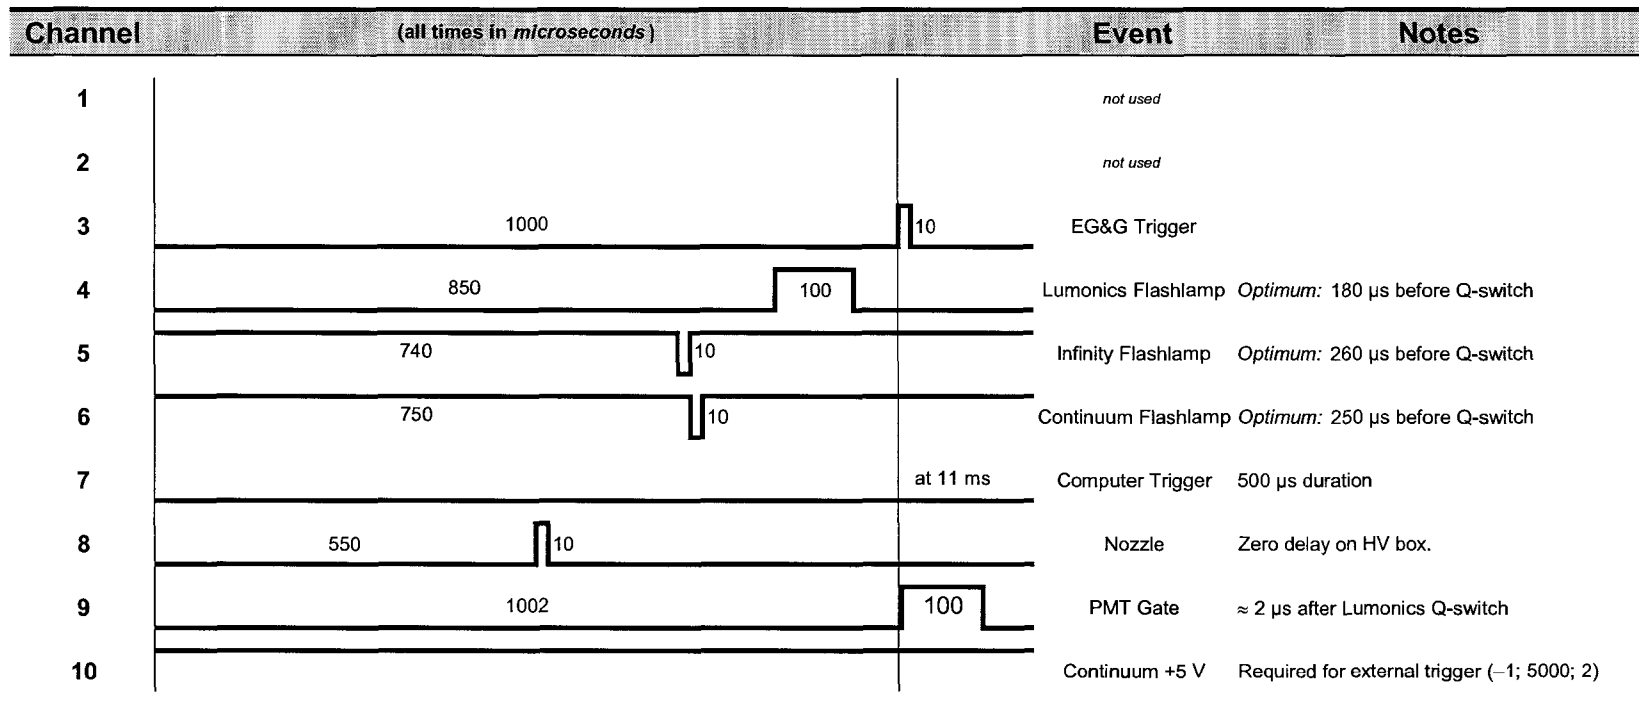 Channel (all times in microseconds) Event Notes
1 not used
2 not used
3 1000 10 EG&G Trigger
4 850 100 Lumonics Flashlamp Optimum: 180 µs before Q-switch
5 740 10 Infinity Flashlamp Optimum: 260 µs before Q-switch
6 750 10 Continuum Flashlamp Optimum: 250 µs before Q-switch
7 at 11 ms Computer Trigger 500 µs duration
8 550 10 Nozzle Zero delay on HV box.
9 1002 100 PMT Gate ≈ 2 µs after Lumonics Q-switch
10 Continuum +5 V Required for external trigger (–1; 5000; 2)